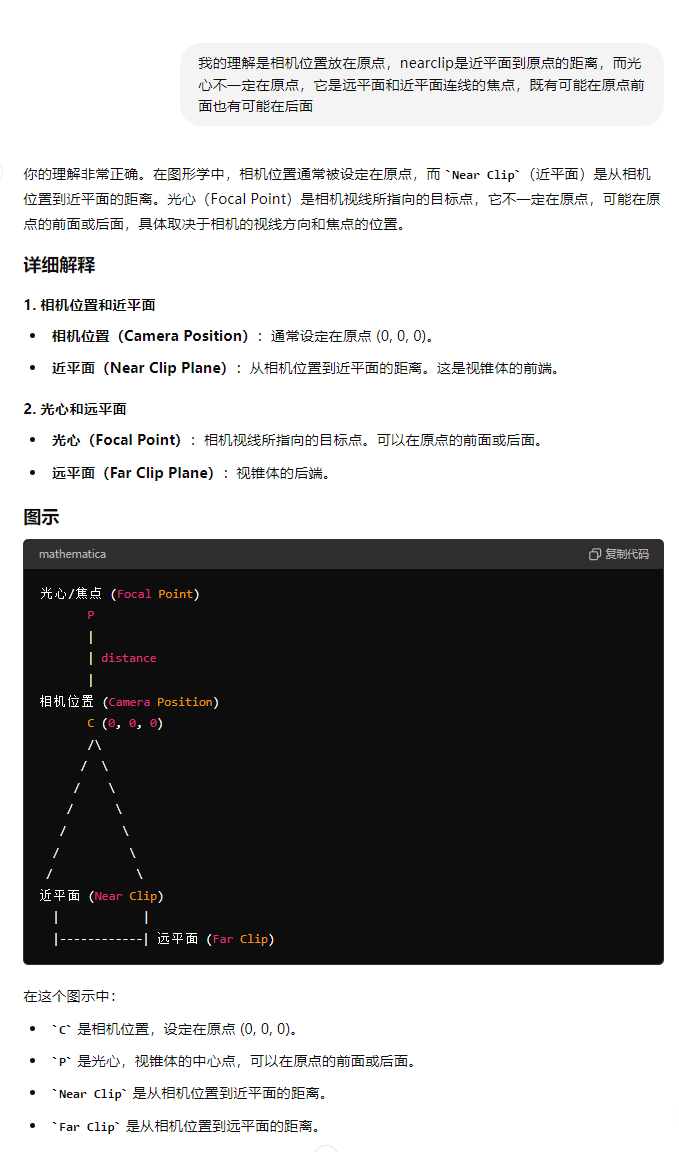 我的理解是相机位置放在原点，nearclip是近平面到原点的距离，而光
心不一定在原点，它是远平面和近平面连线的焦点，既有可能在原点前
面也有可能在后面
你的理解非常正确。在图形学中，相机位置通常被设定在原点，而 `Near Clip`（近平面）是从相机
位置到近平面的距离。光心（Focal Point）是相机视线所指向的目标点，它不一定在原点，可能在原
点的前面或后面，具体取决于相机的视线方向和焦点的位置。
详细解释
1. 相机位置和近平面
• 相机位置（Camera Position）：通常设定在原点 (0, 0, 0)。
• 近平面（Near Clip Plane）：从相机位置到近平面的距离。这是视锥体的前端。
2. 光心和远平面
• 光心（Focal Point）：相机视线所指向的目标点。可以在原点的前面或后面。
• 远平面（Far Clip Plane）：视锥体的后端。
图示
mathematica 复制代码
光心/焦点 (Focal Point)
P
|
| distance
|
相机位置 (Camera Position)
C (0, 0, 0)
/\
/ \
/ \
/ \
/ \
/ \
/ \
近平面 (Near Clip)
| |
|------------| 远平面 (Far Clip)
在这个图示中：
• `C` 是相机位置，设定在原点 (0, 0, 0)。
• `P` 是光心，视锥体的中心点，可以在原点的前面或后面。
• `Near Clip` 是从相机位置到近平面的距离。
• `Far Clip` 是从相机位置到远平面的距离。